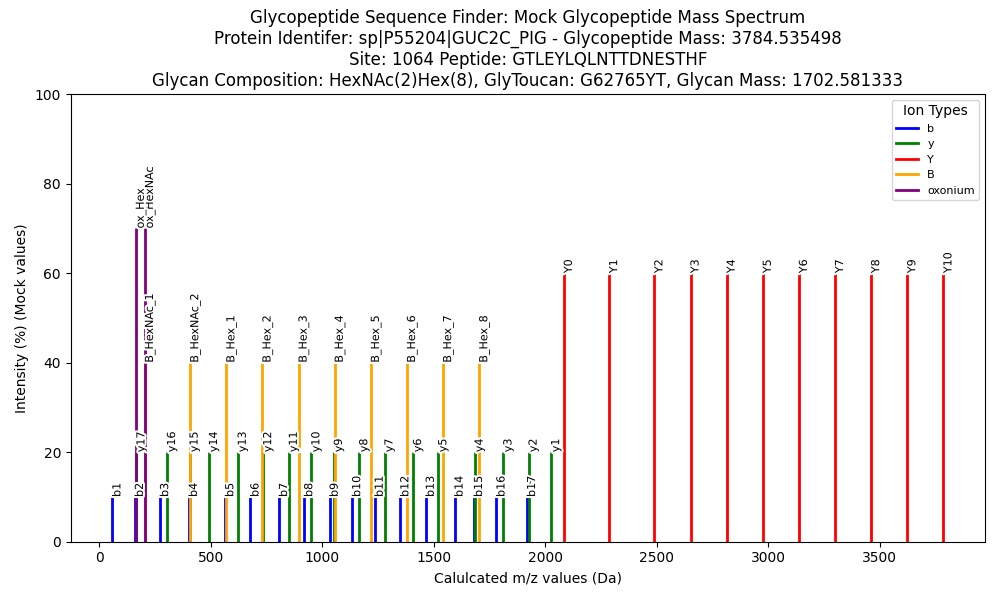 Glycopeptide Sequence Finder: Mock Glycopeptide Mass Spectrum
Protein Identifer: sp|P55204|GUC2C_PIG - Glycopeptide Mass: 3784.535498
Site: 1064 Peptide: GTLEYLQLNTTDNESTHF
Glycan Composition: HexNAc(2)Hex(8), GlyToucan: G62765YT, Glycan Mass: 1702.581333
Intensity (%) (Mock values)
100
80
60
40
20
0
Ion Types
b
y
Y
B
oxonium
ox_Hex
ox_HexNAc
Y0
Y1
Y2
Y3
Y4
Y5
Y6
Y7
Y8
Y9
Y10
B_HexNAc_1
B_HexNAc_2
B_Hex_1
B_Hex_2
B_Hex_3
B_Hex_4
B_Hex_5
B_Hex_6
B_Hex_7
B_Hex_8
y17
y16
y15
y14
y13
y12
y11
y10
y9
y8
y7
y6
y5
y4
y3
y2
y1
b1
b2
b3
b4
b5
b6
b7
b8
b9
b10
b11
b12
b13
b14
b15
b16
b17
0
500
1000
1500
2000
2500
3000
3500
Calulcated m/z values (Da)